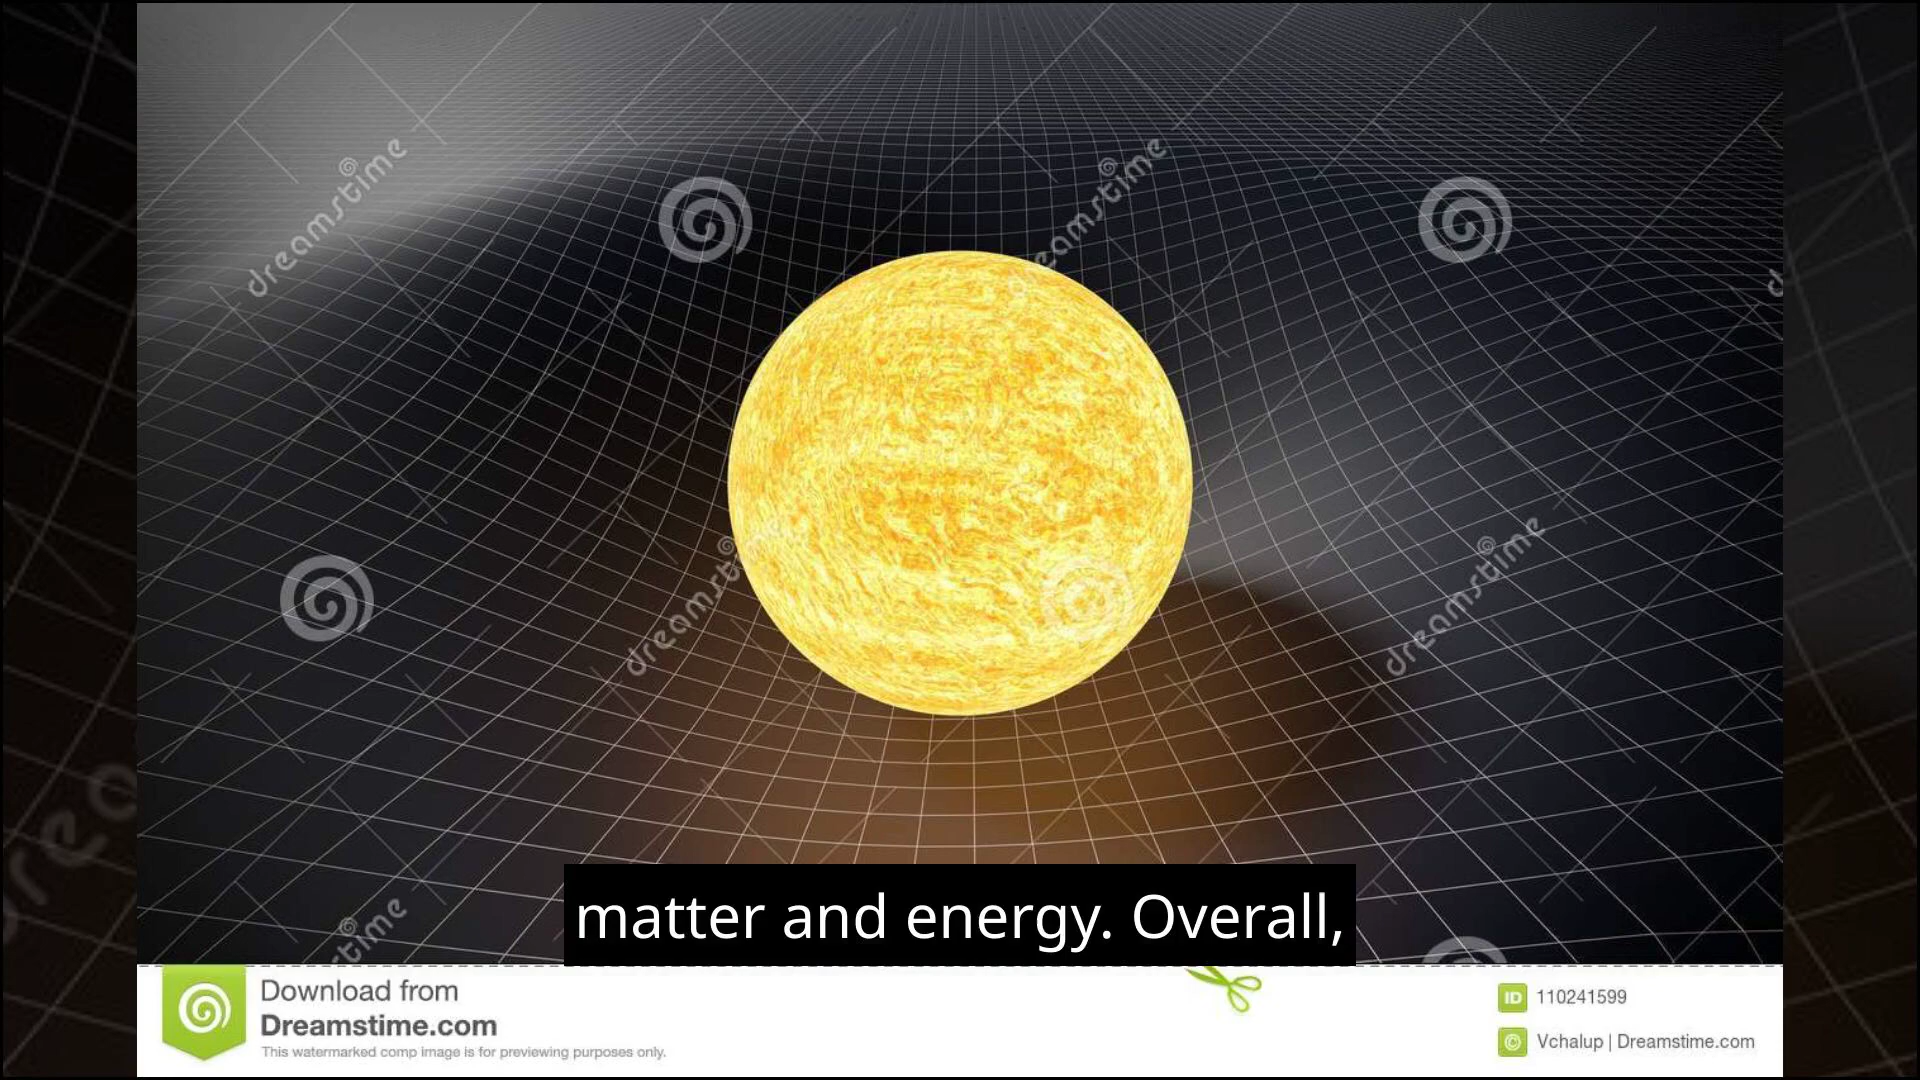 dreamstime
dreamstime
dreamstime
dreamstime
matter and energy. Overall,
Download from
Dreamstime.com
This watermarked comp image is for previewing purposes only.
ID 110241599
© Vchalup | Dreamstime.com